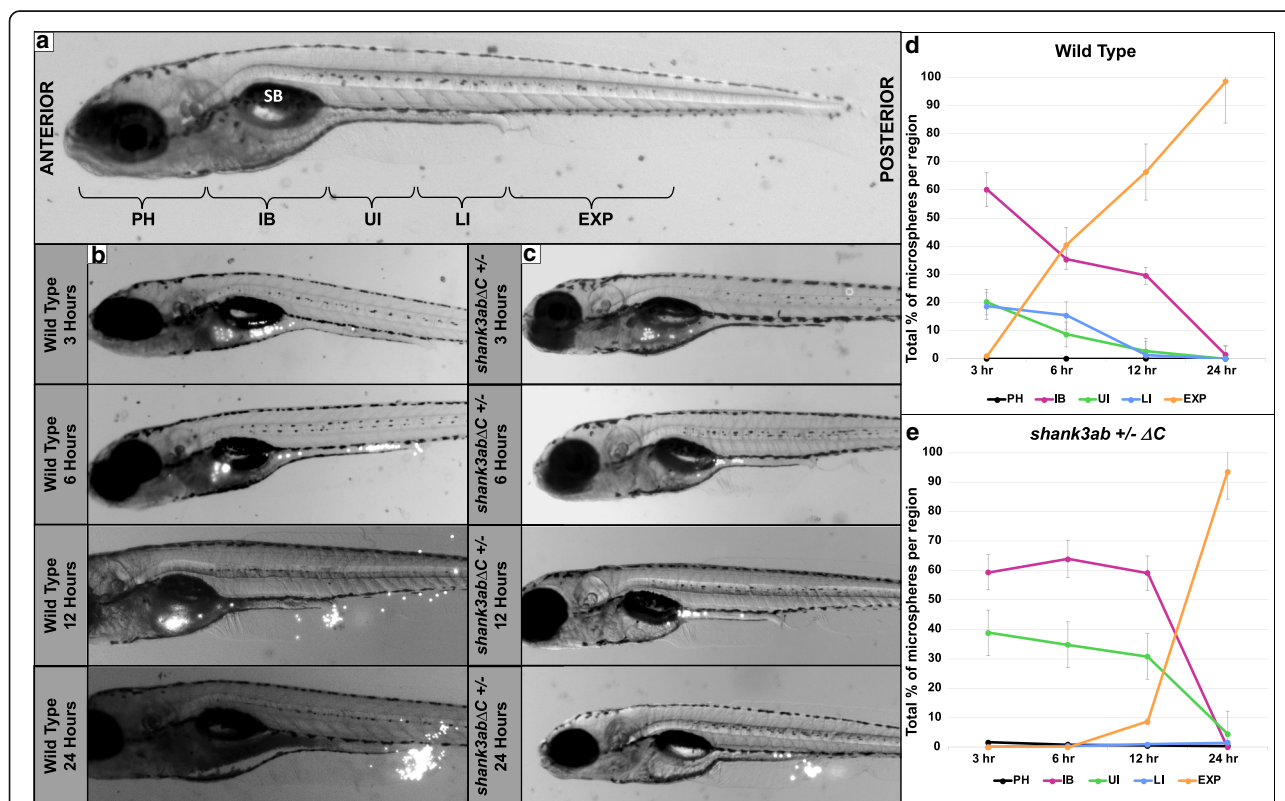 a
ANTERIOR
SB
POSTERIOR
PH
IB
UI
LI
EXP
b
Wild Type
3 Hours
Wild Type
6 Hours
Wild Type
12 Hours
Wild Type
24 Hours
c
shank3abΔC +/-
3 Hours
shank3abΔC +/-
6 Hours
shank3abΔC +/-
12 Hours
shank3abΔC +/-
24 Hours
d
Wild Type
Total % of microspheres per region
100
90
80
70
60
50
40
30
20
10
0
3 hr
6 hr
12 hr
24 hr
PH
IB
UI
LI
EXP
e
shank3ab +/- ΔC
Total % of microspheres per region
100
90
80
70
60
50
40
30
20
10
0
3 hr
6 hr
12 hr
24 hr
PH
IB
UI
LI
EXP